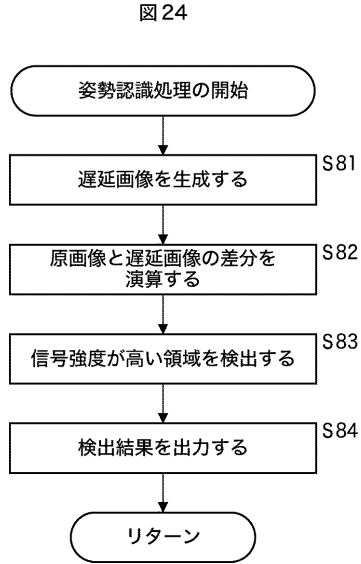 図24
姿勢認識処理の開始
S81
遅延画像を生成する
S82
原画像と遅延画像の差分を
演算する
S83
信号強度が高い領域を検出する
S84
検出結果を出力する
リターン